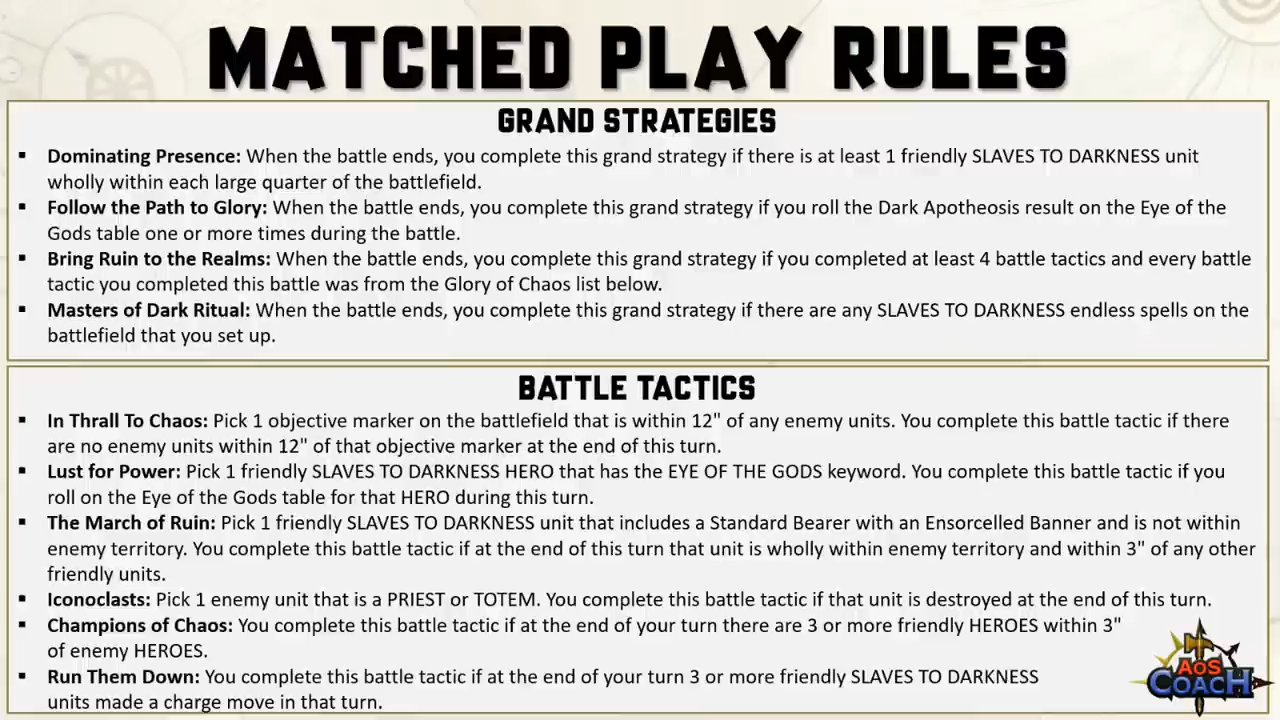 MATCHED PLAY RULES
GRAND STRATEGIES
▪ Dominating Presence: When the battle ends, you complete this grand strategy if there is at least 1 friendly SLAVES TO DARKNESS unit
wholly within each large quarter of the battlefield.
▪ Follow the Path to Glory: When the battle ends, you complete this grand strategy if you roll the Dark Apotheosis result on the Eye of the
Gods table one or more times during the battle.
▪ Bring Ruin to the Realms: When the battle ends, you complete this grand strategy if you completed at least 4 battle tactics and every battle
tactic you completed this battle was from the Glory of Chaos list below.
▪ Masters of Dark Ritual: When the battle ends, you complete this grand strategy if there are any SLAVES TO DARKNESS endless spells on the
battlefield that you set up.
BATTLE TACTICS
▪ In Thrall To Chaos: Pick 1 objective marker on the battlefield that is within 12" of any enemy units. You complete this battle tactic if there
are no enemy units within 12" of that objective marker at the end of this turn.
▪ Lust for Power: Pick 1 friendly SLAVES TO DARKNESS HERO that has the EYE OF THE GODS keyword. You complete this battle tactic if you
roll on the Eye of the Gods table for that HERO during this turn.
▪ The March of Ruin: Pick 1 friendly SLAVES TO DARKNESS unit that includes a Standard Bearer with an Ensorcelled Banner and is not within
enemy territory. You complete this battle tactic if at the end of this turn that unit is wholly within enemy territory and within 3" of any other
friendly units.
▪ Iconoclasts: Pick 1 enemy unit that is a PRIEST or TOTEM. You complete this battle tactic if that unit is destroyed at the end of this turn.
▪ Champions of Chaos: You complete this battle tactic if at the end of your turn there are 3 or more friendly HEROES within 3"
of enemy HEROES.
▪ Run Them Down: You complete this battle tactic if at the end of your turn 3 or more friendly SLAVES TO DARKNESS
units made a charge move in that turn.
AoS
COACH